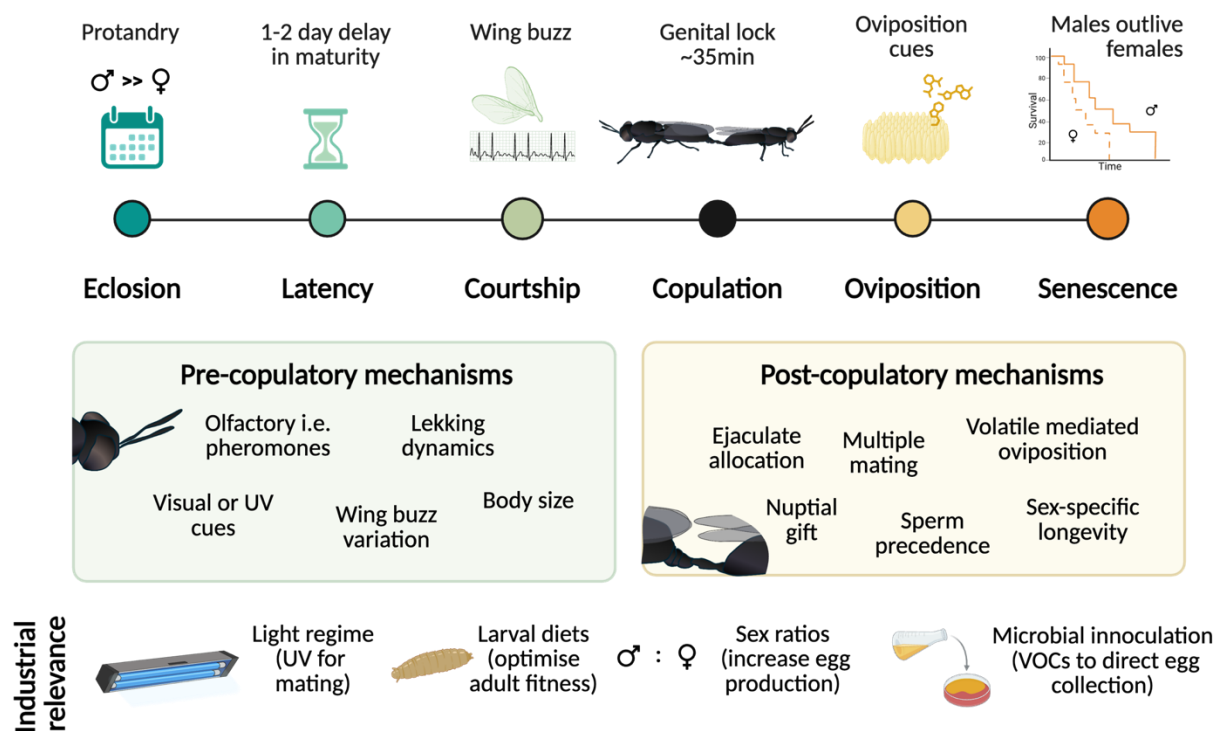 Protandry
♂ >> ♀
1-2 day delay
in maturity
Wing buzz
Genital lock
~35min
Oviposition
cues
Males outlive
females
100
80
60
40
20
0
Survival
♂
♀
Time
Eclosion
Latency
Courtship
Copulation
Oviposition
Senescence
Pre-copulatory mechanisms
Olfactory i.e.
pheromones
Lekking
dynamics
Visual or UV
cues
Wing buzz
variation
Body size
Post-copulatory mechanisms
Ejaculate
allocation
Multiple
mating
Volatile mediated
oviposition
Nuptial
gift
Sperm
precedence
Sex-specific
longevity
Industrial
relevance
Light regime
(UV for
mating)
Larval diets
(optimise
adult fitness)
♂ : ♀
Sex ratios
(increase egg
production)
Microbial innoculation
(VOCs to direct egg
collection)